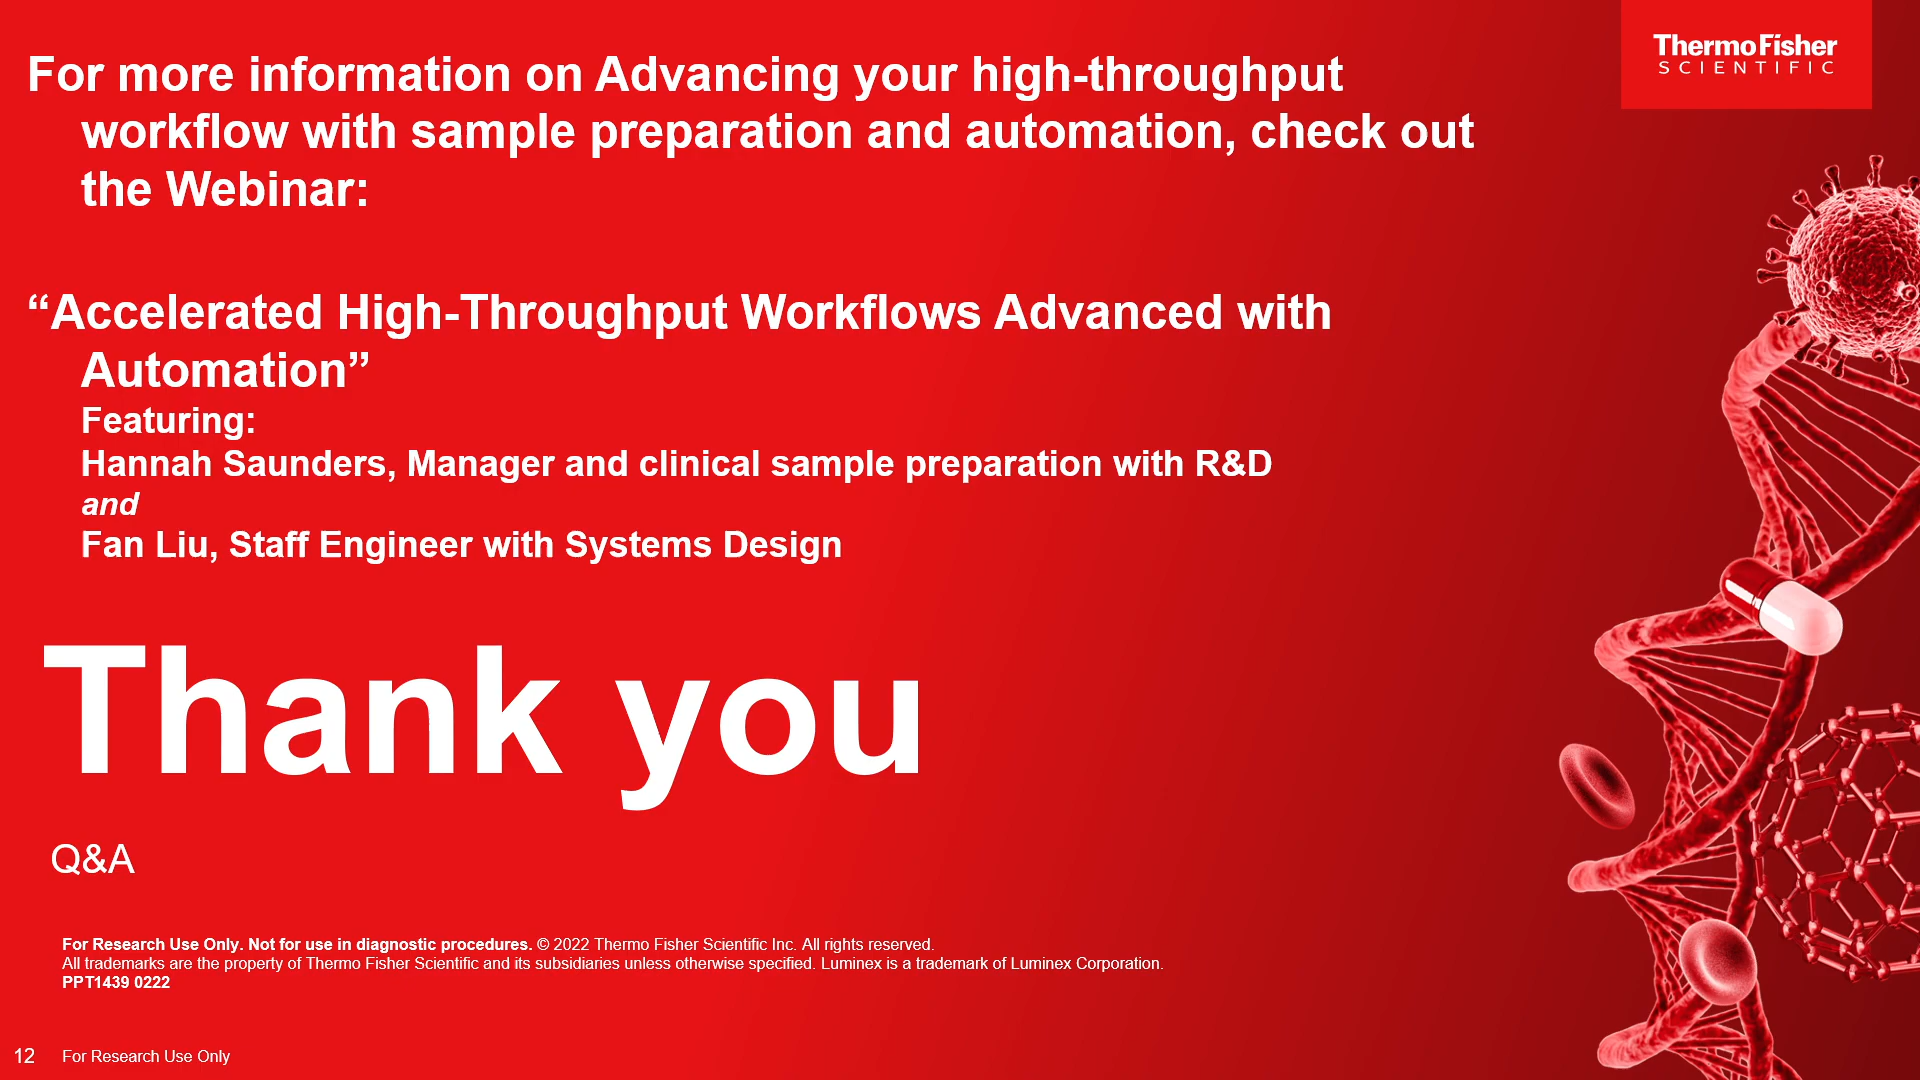 ThermoFisher
SCIENTIFIC
For more information on Advancing your high-throughput
workflow with sample preparation and automation, check out
the Webinar:
“Accelerated High-Throughput Workflows Advanced with
Automation”
Featuring:
Hannah Saunders, Manager and clinical sample preparation with R&D
and
Fan Liu, Staff Engineer with Systems Design
Thank you
Q&A
For Research Use Only. Not for use in diagnostic procedures. © 2022 Thermo Fisher Scientific Inc. All rights reserved.
All trademarks are the property of Thermo Fisher Scientific and its subsidiaries unless otherwise specified. Luminex is a trademark of Luminex Corporation.
PPT1439 0222
12 For Research Use Only